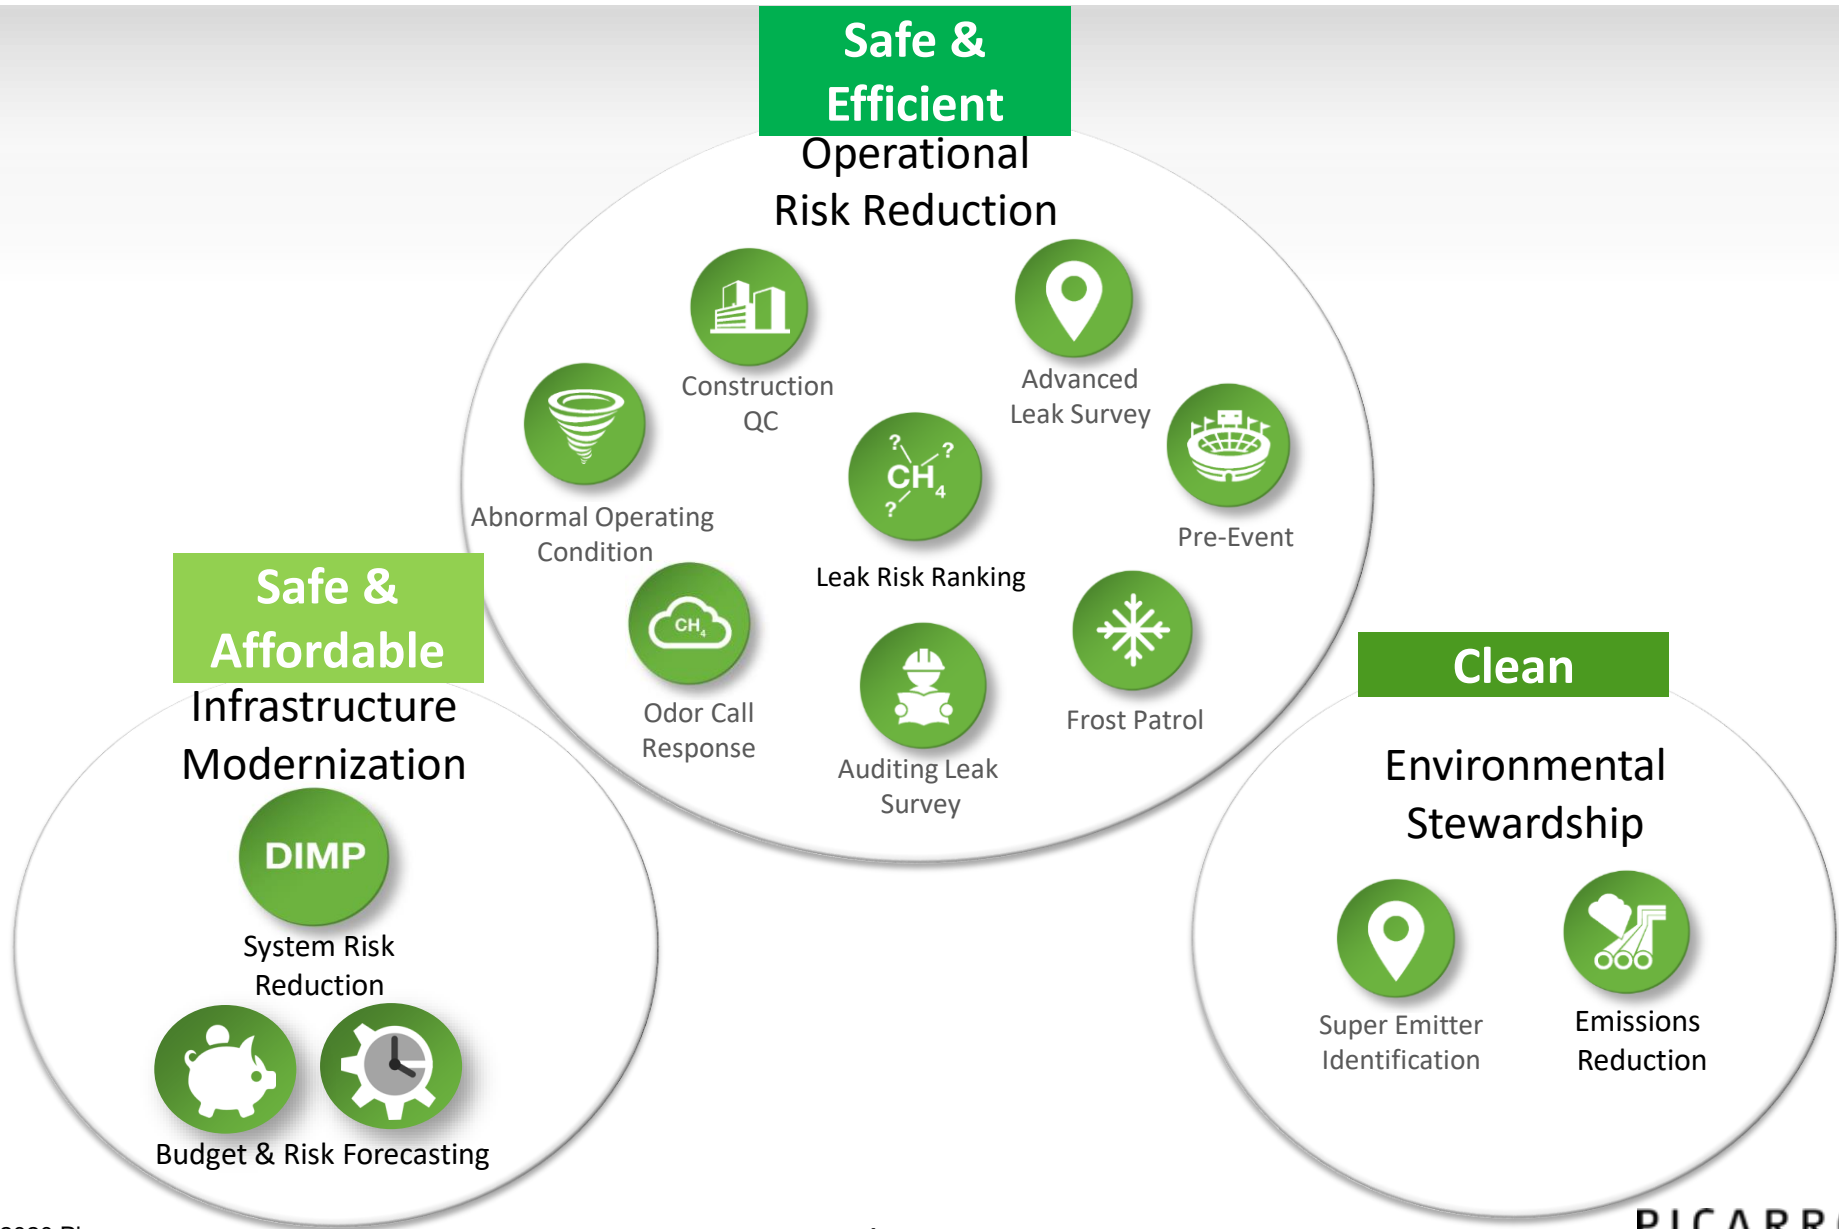 Safe &
Efficient
Operational
Risk Reduction
Construction
QC
Advanced
Leak Survey
Abnormal Operating
Condition
?
?
CH4
?
Leak Risk Ranking
Pre-Event
CH4
Odor Call
Response
Auditing Leak
Survey
Frost Patrol
Safe &
Affordable
Infrastructure
Modernization
DIMP
System Risk
Reduction
Budget & Risk Forecasting
Clean
Environmental
Stewardship
Super Emitter
Identification
Emissions
Reduction